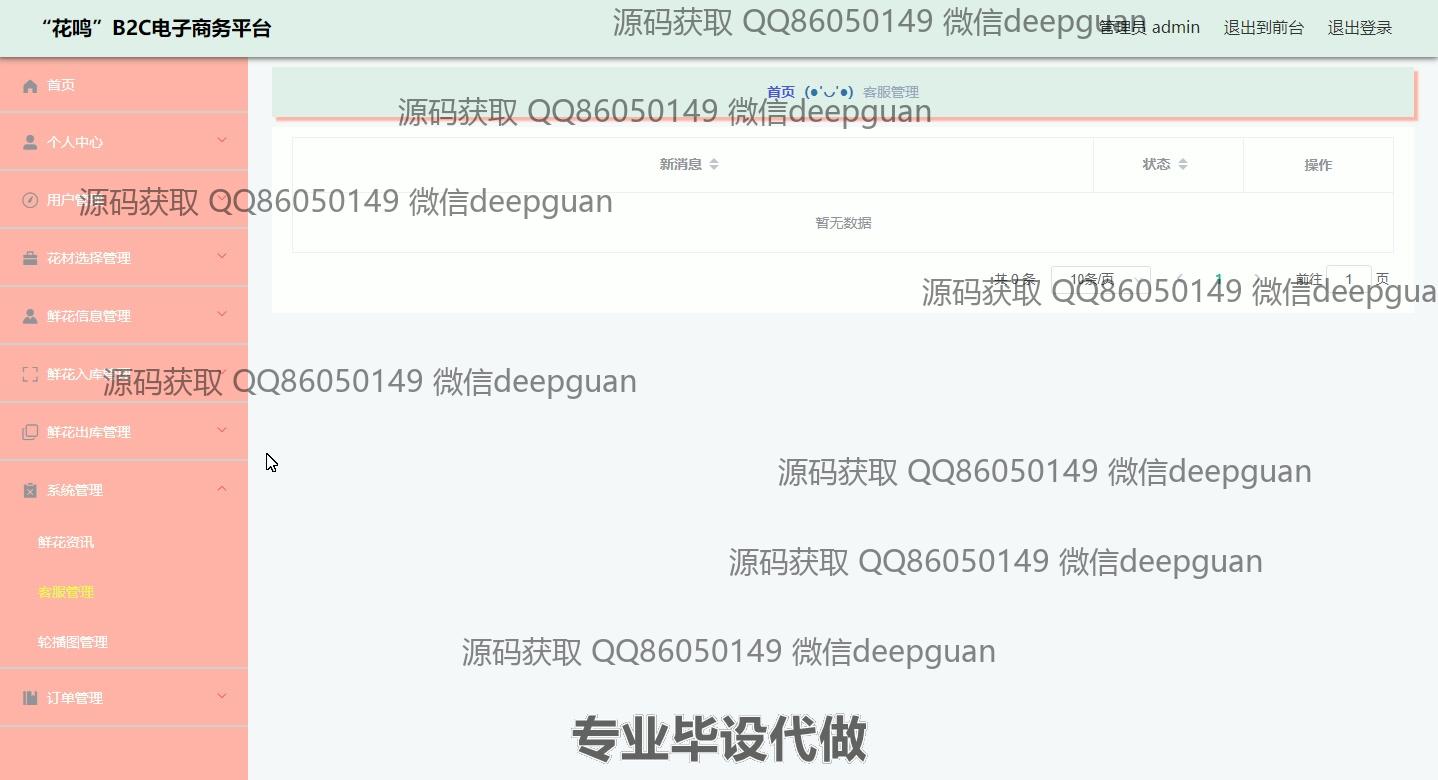 “花鸣”B2C电子商务平台
源码获取 QQ86050149 微信deepguan
管理员 admin
退出到前台
退出登录
首页
首页 (●'◡'●) 客服管理
源码获取 QQ86050149 微信deepguan
个人中心
新消息
状态
操作
用户管理
源码获取 QQ86050149 微信deepguan
暂无数据
花材选择管理
共 0 条
10条/页
1
前往 1 页
源码获取 QQ86050149 微信deepgua
鲜花信息管理
鲜花入库管理
源码获取 QQ86050149 微信deepguan
鲜花出库管理
源码获取 QQ86050149 微信deepguan
系统管理
鲜花资讯
源码获取 QQ86050149 微信deepguan
客服管理
轮播图管理
源码获取 QQ86050149 微信deepguan
订单管理
专业毕设代做